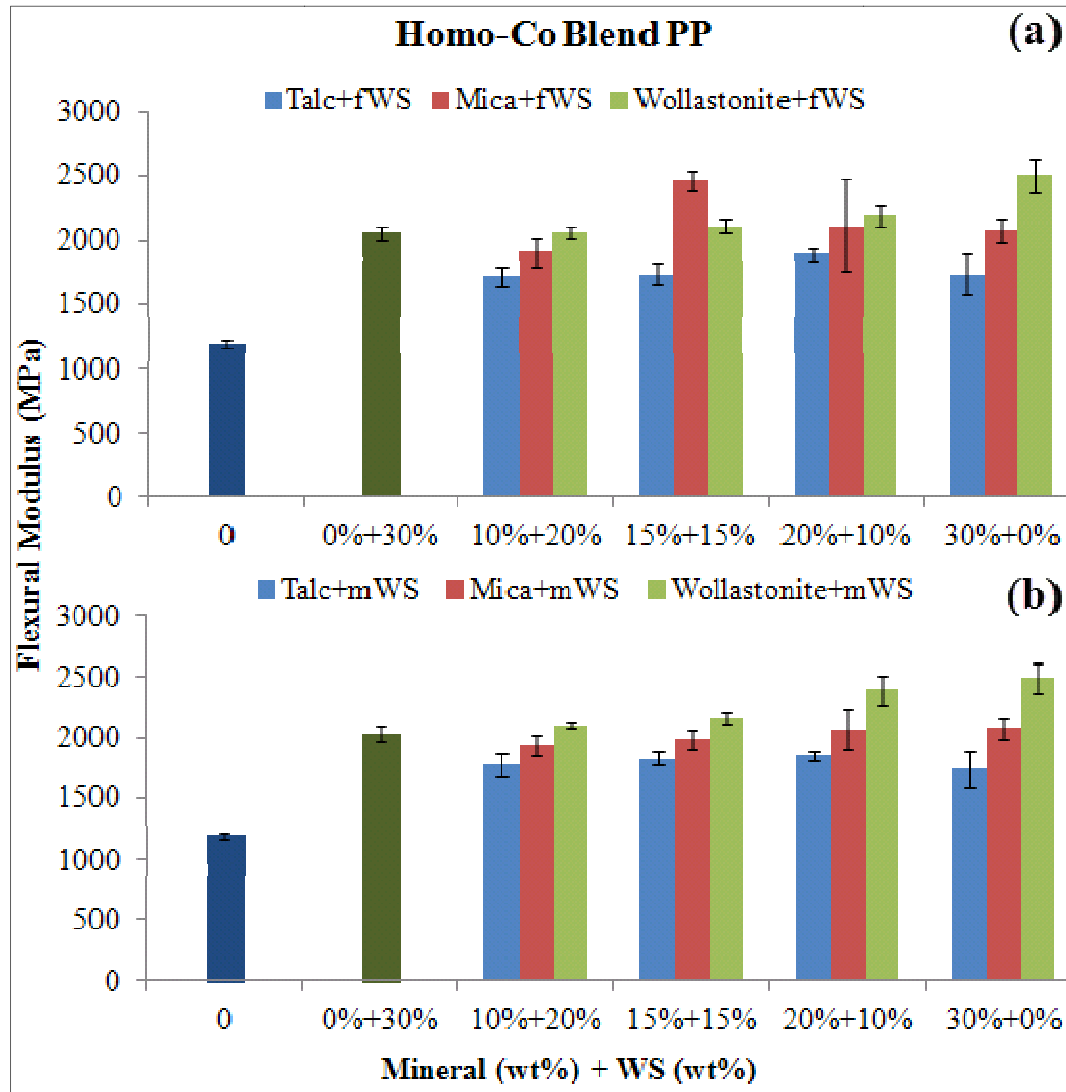 Homo-Co Blend PP
(a)
Talc+fWS Mica+fWS Wollastonite+fWS
3000
2500
2000
1500
1000
500
0
0 0%+30% 10%+20% 15%+15% 20%+10% 30%+0%
Flexural Modulus (MPa)
Talc+mWS Mica+mWS Wollastonite+mWS
(b)
3000
2500
2000
1500
1000
500
0
0 0%+30% 10%+20% 15%+15% 20%+10% 30%+0%
Mineral (wt%) + WS (wt%)